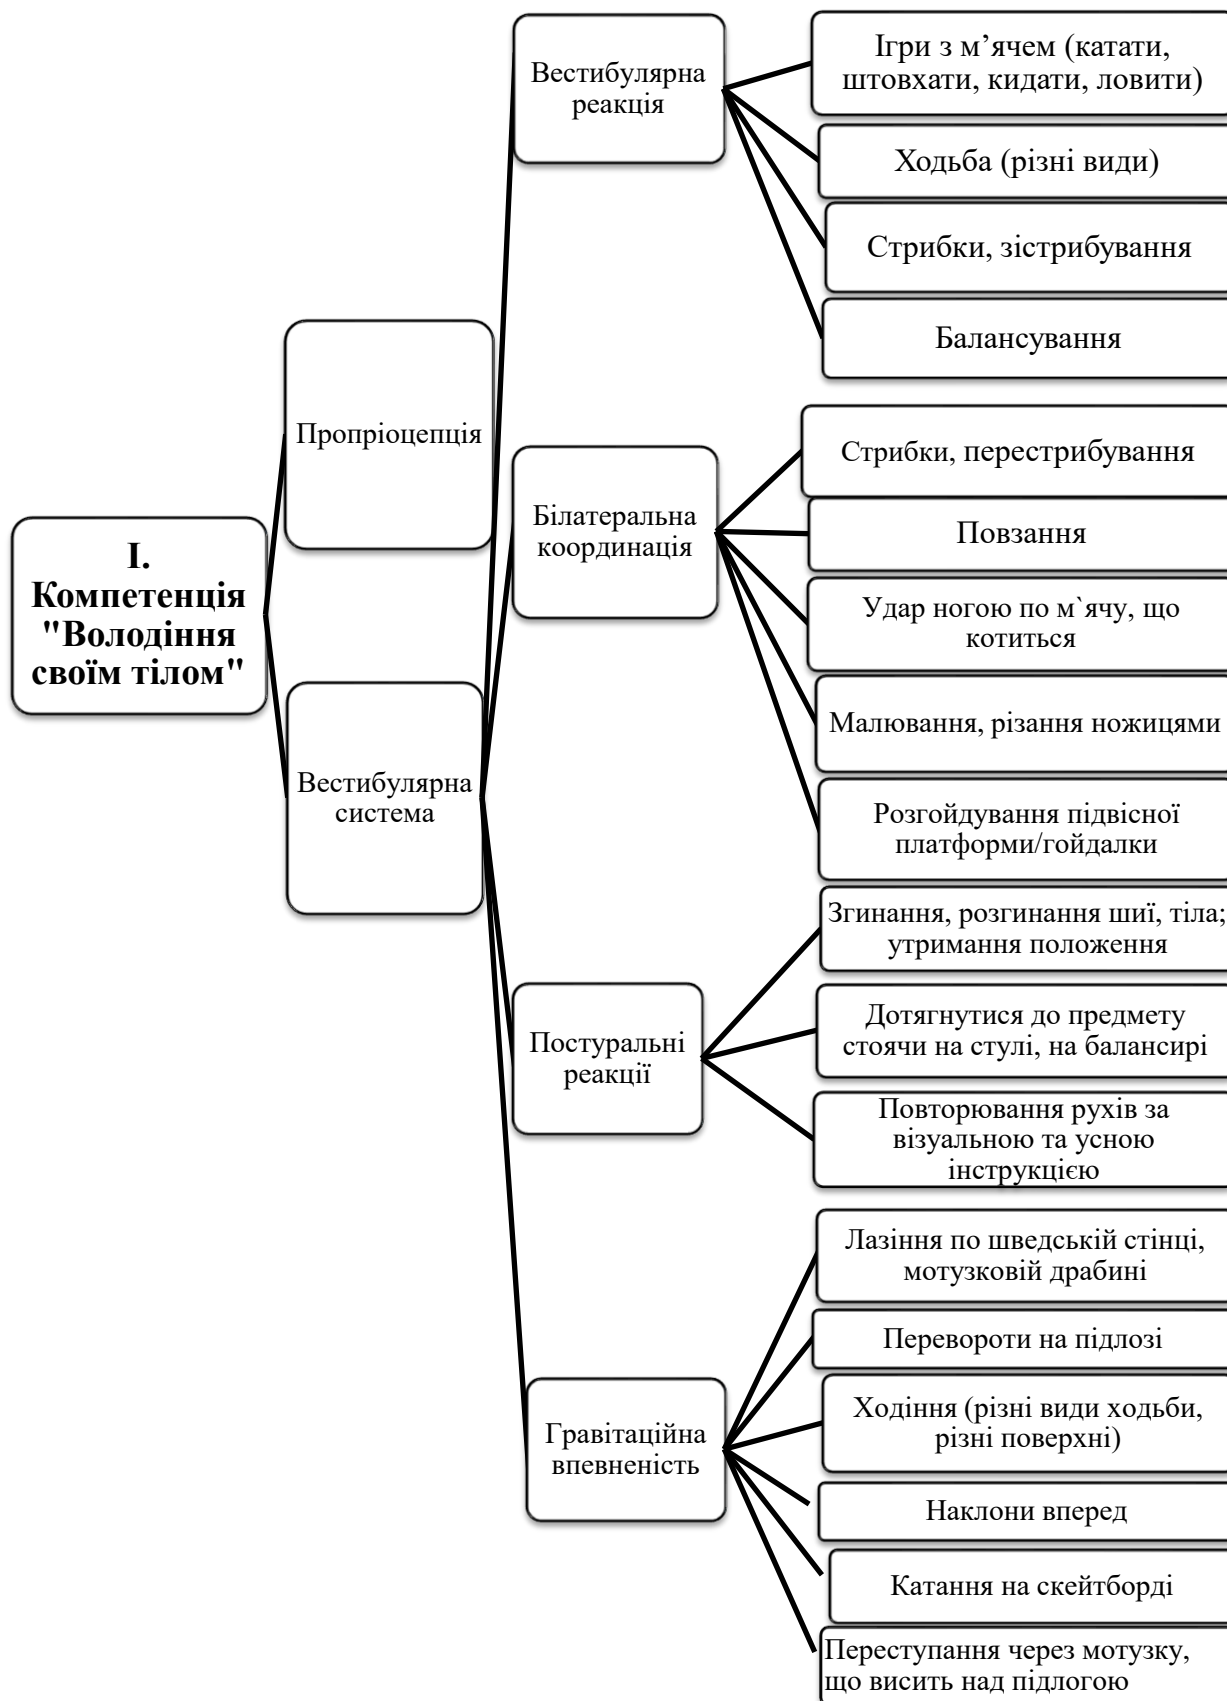 І.
Компетенція
"Володіння
своїм тілом"
Пропріоцепція
Вестибулярна
система
Вестибулярна
реакція
Ігри з м’ячем (катати,
штовхати, кидати, ловити)
Ходьба (різні види)
Стрибки, зістрибування
Балансування
Білатеральна
координація
Стрибки, перестрибування
Повзання
Удар ногою по м`ячу, що
котиться
Малювання, різання ножицями
Розгойдування підвісної
платформи/гойдалки
Постуральні
реакції
Згинання, розгинання шиї, тіла;
утримання положення
Дотягнутися до предмету
стоячи на стулі, на балансирі
Повторювання рухів за
візуальною та усною
інструкцією
Гравітаційна
впевненість
Лазіння по шведській стінці,
мотузковій драбині
Перевороти на підлозі
Ходіння (різні види ходьби,
різні поверхні)
Наклони вперед
Катання на скейтборді
Переступання через мотузку,
що висить над підлогою